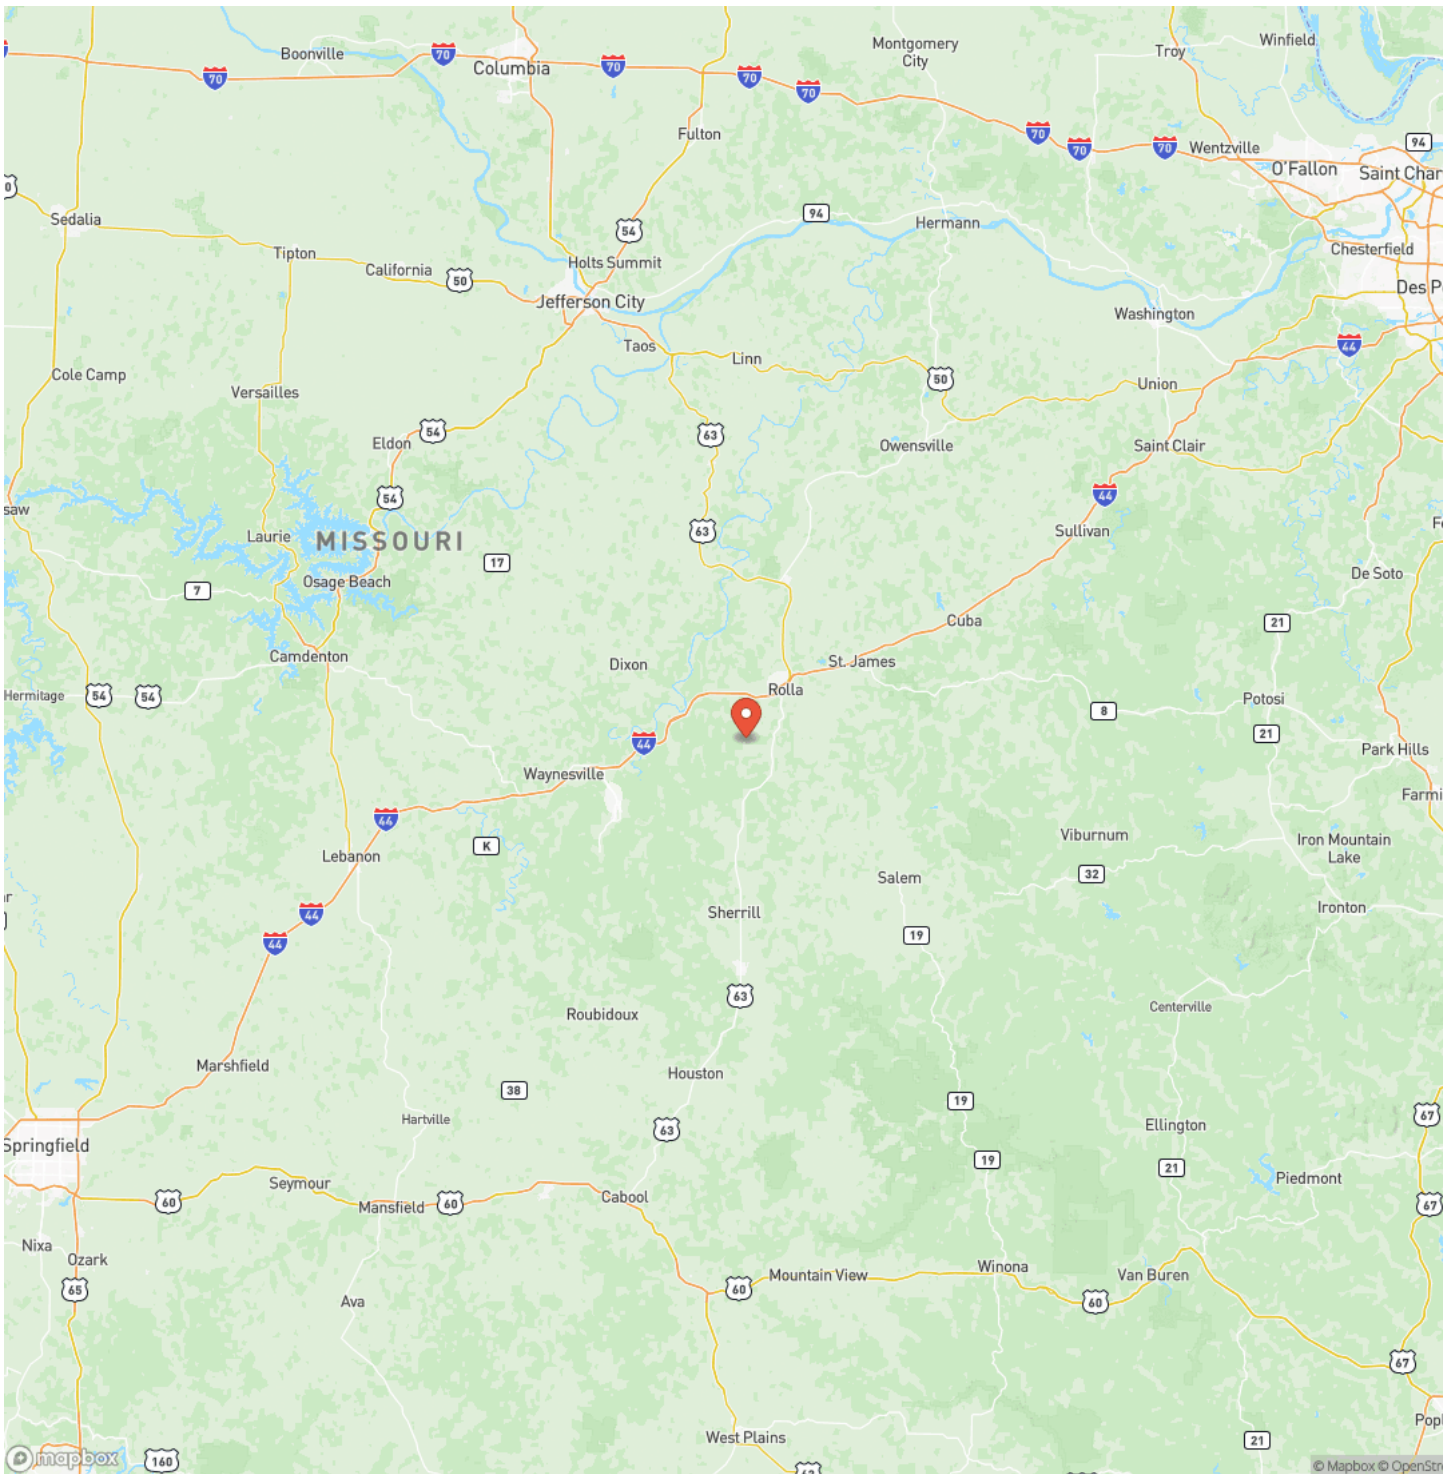 Winfield
Montgomery
City
Troy
Boonville
70
70
Columbia
70
70
70
Fulton
70
70
70
Wentzville
94
O'Fallon
Saint Char
Sedalia
94
Hermann
54
Tipton
Holts Summit
California
50
Chesterfield
Des P
Jefferson City
Washington
Taos
Linn
44
Cole Camp
50
Union
Versailles
54
63
Eldon
Owensville
Saint Clair
54
44
saw
63
Sullivan
Laurie
MISSOURI
17
Osage Beach
De Soto
7
Cuba
21
Camdenton
Dixon
St. James
Rolla
Hermitage
54
54
Potosi
8
21
44
Park Hills
Waynesville
Farmi
44
Viburnum
Iron Mountain
Lake
K
Lebanon
32
Salem
Ironton
44
Sherrill
19
44
63
Centerville
Roubidoux
Marshfield
Houston
38
19
67
Hartville
63
Ellington
Springfield
19
21
Piedmont
Seymour
60
Mansfield
60
Cabool
67
Nixa
Ozark
Winona
Mountain View
Van Buren
65
60
60
Ava
67
Pop
West Plains
21
mapbox
160
63
© Mapbox © OpenStre